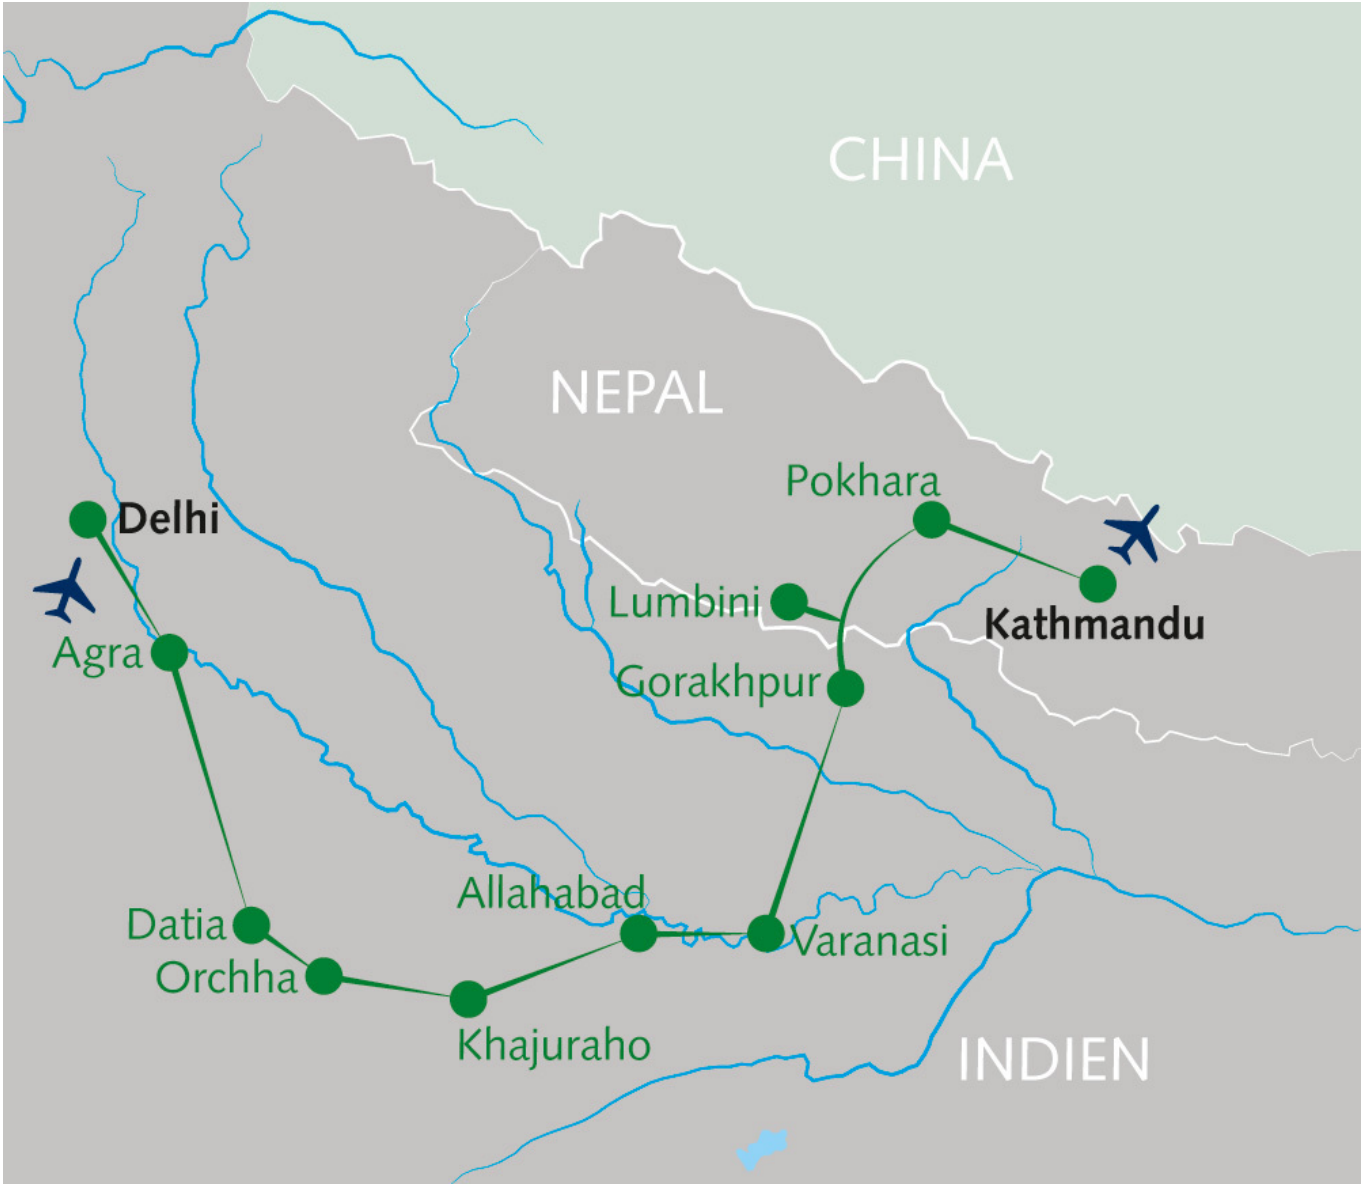 CHINA
NEPAL
Pokhara
Delhi
Lumbini
Kathmandu
Agra
Gorakhpur
Allahabad
Datia
Varanasi
Orchha
Khajuraho
INDIEN